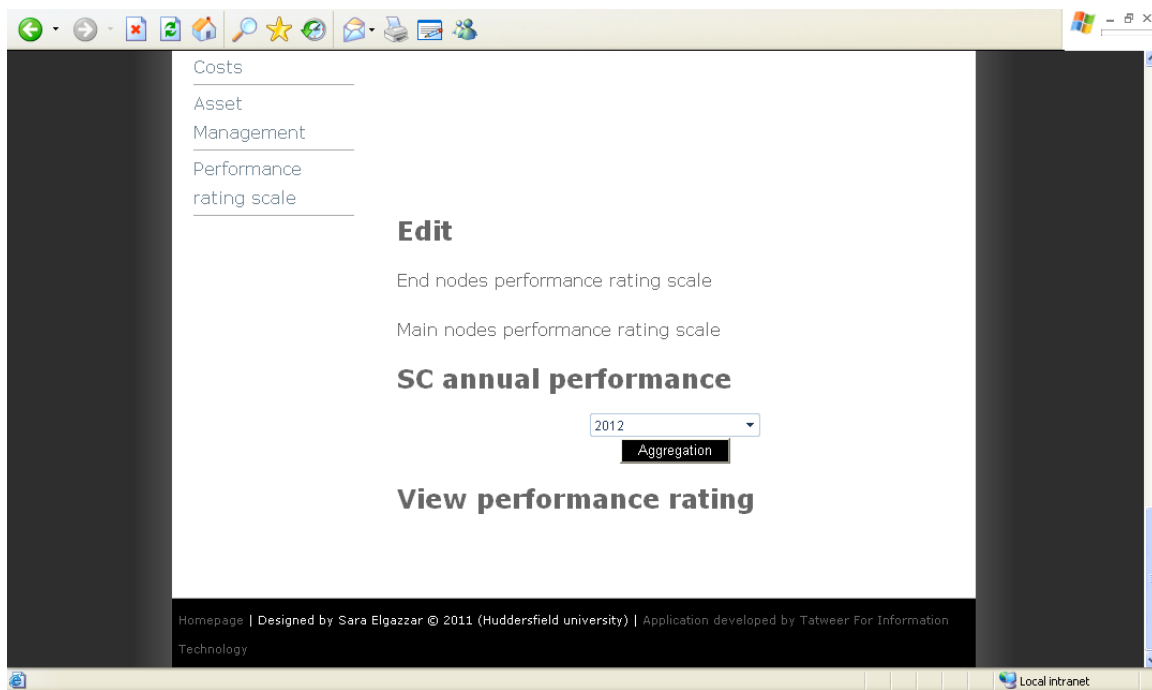 Costs
Asset
Management
Performance
rating scale
Edit
End nodes performance rating scale
Main nodes performance rating scale
SC annual performance
2012
Aggregation
View performance rating
Homepage | Designed by Sara Elgazzar © 2011 (Huddersfield university) | Application developed by Tatweer For Information
Technology
Local intranet